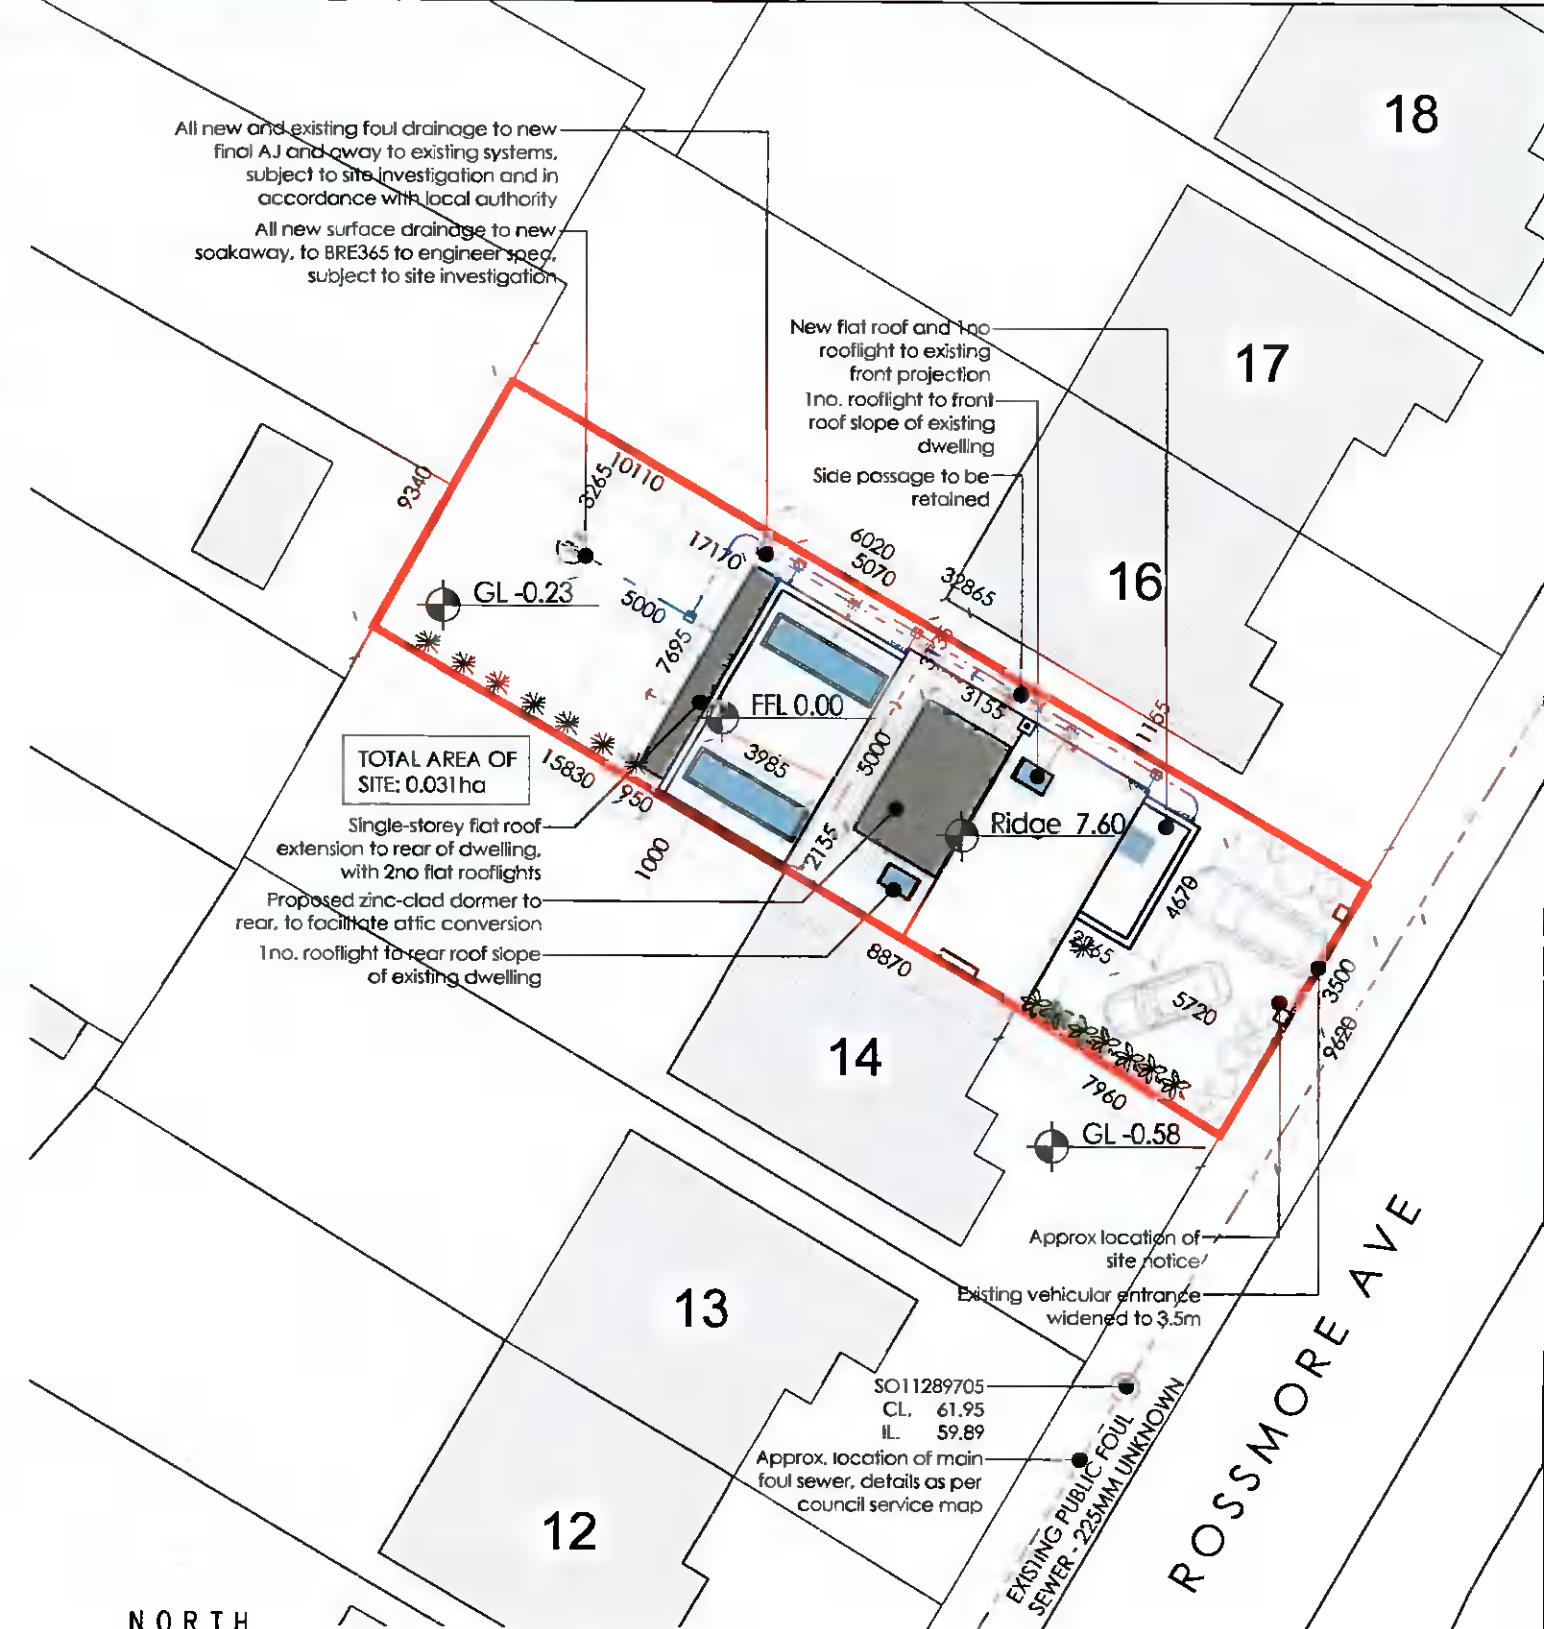 18
All new and existing foul drainage to new
final AJ and away to existing systems,
subject to site investigation and in
accordance with local authority
All new surface drainage to new
soakaway, to BRE365 to engineer spec,
subject to site investigation
New flat roof and 1no
rooflight to existing
front projection
1no. rooflight to front
roof slope of existing
dwelling
Side passage to be
retained
17
16
9340
3265
10110
17170
6020
5070
32865
GL -0.23
5000
7695
3155
1155
FFL 0.00
3985
5000
TOTAL AREA OF
SITE: 0.031ha
15830
950
1000
2155
Ridge 7.60
4670
5720
3500
9620
8870
7960
Single-storey flat roof
extension to rear of dwelling,
with 2no flat rooflights
Proposed zinc-clad dormer to
rear, to facilitate attic conversion
1no. rooflight to rear roof slope
of existing dwelling
14
GL -0.58
Approx location of
site notice
Existing vehicular entrance
widened to 3.5m
13
SO11289705
CL. 61.95
IL. 59.89
Approx. location of main
foul sewer, details as per
council service map
EXISTING PUBLIC FOUL
SEWER - 225MM UNKNOWN
ROSSMORE AVE
12
NORTH